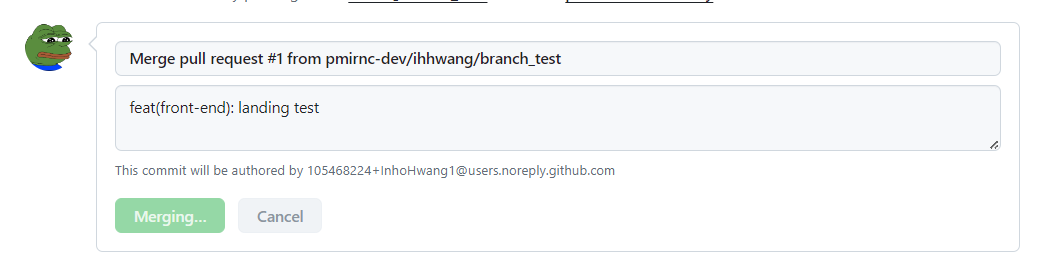 Merge pull request #1 from pmirnc-dev/ihhwang/branch_test
feat(front-end): landing test
This commit will be authored by 105468224+InhoHwang1@users.noreply.github.com
Merging...
Cancel